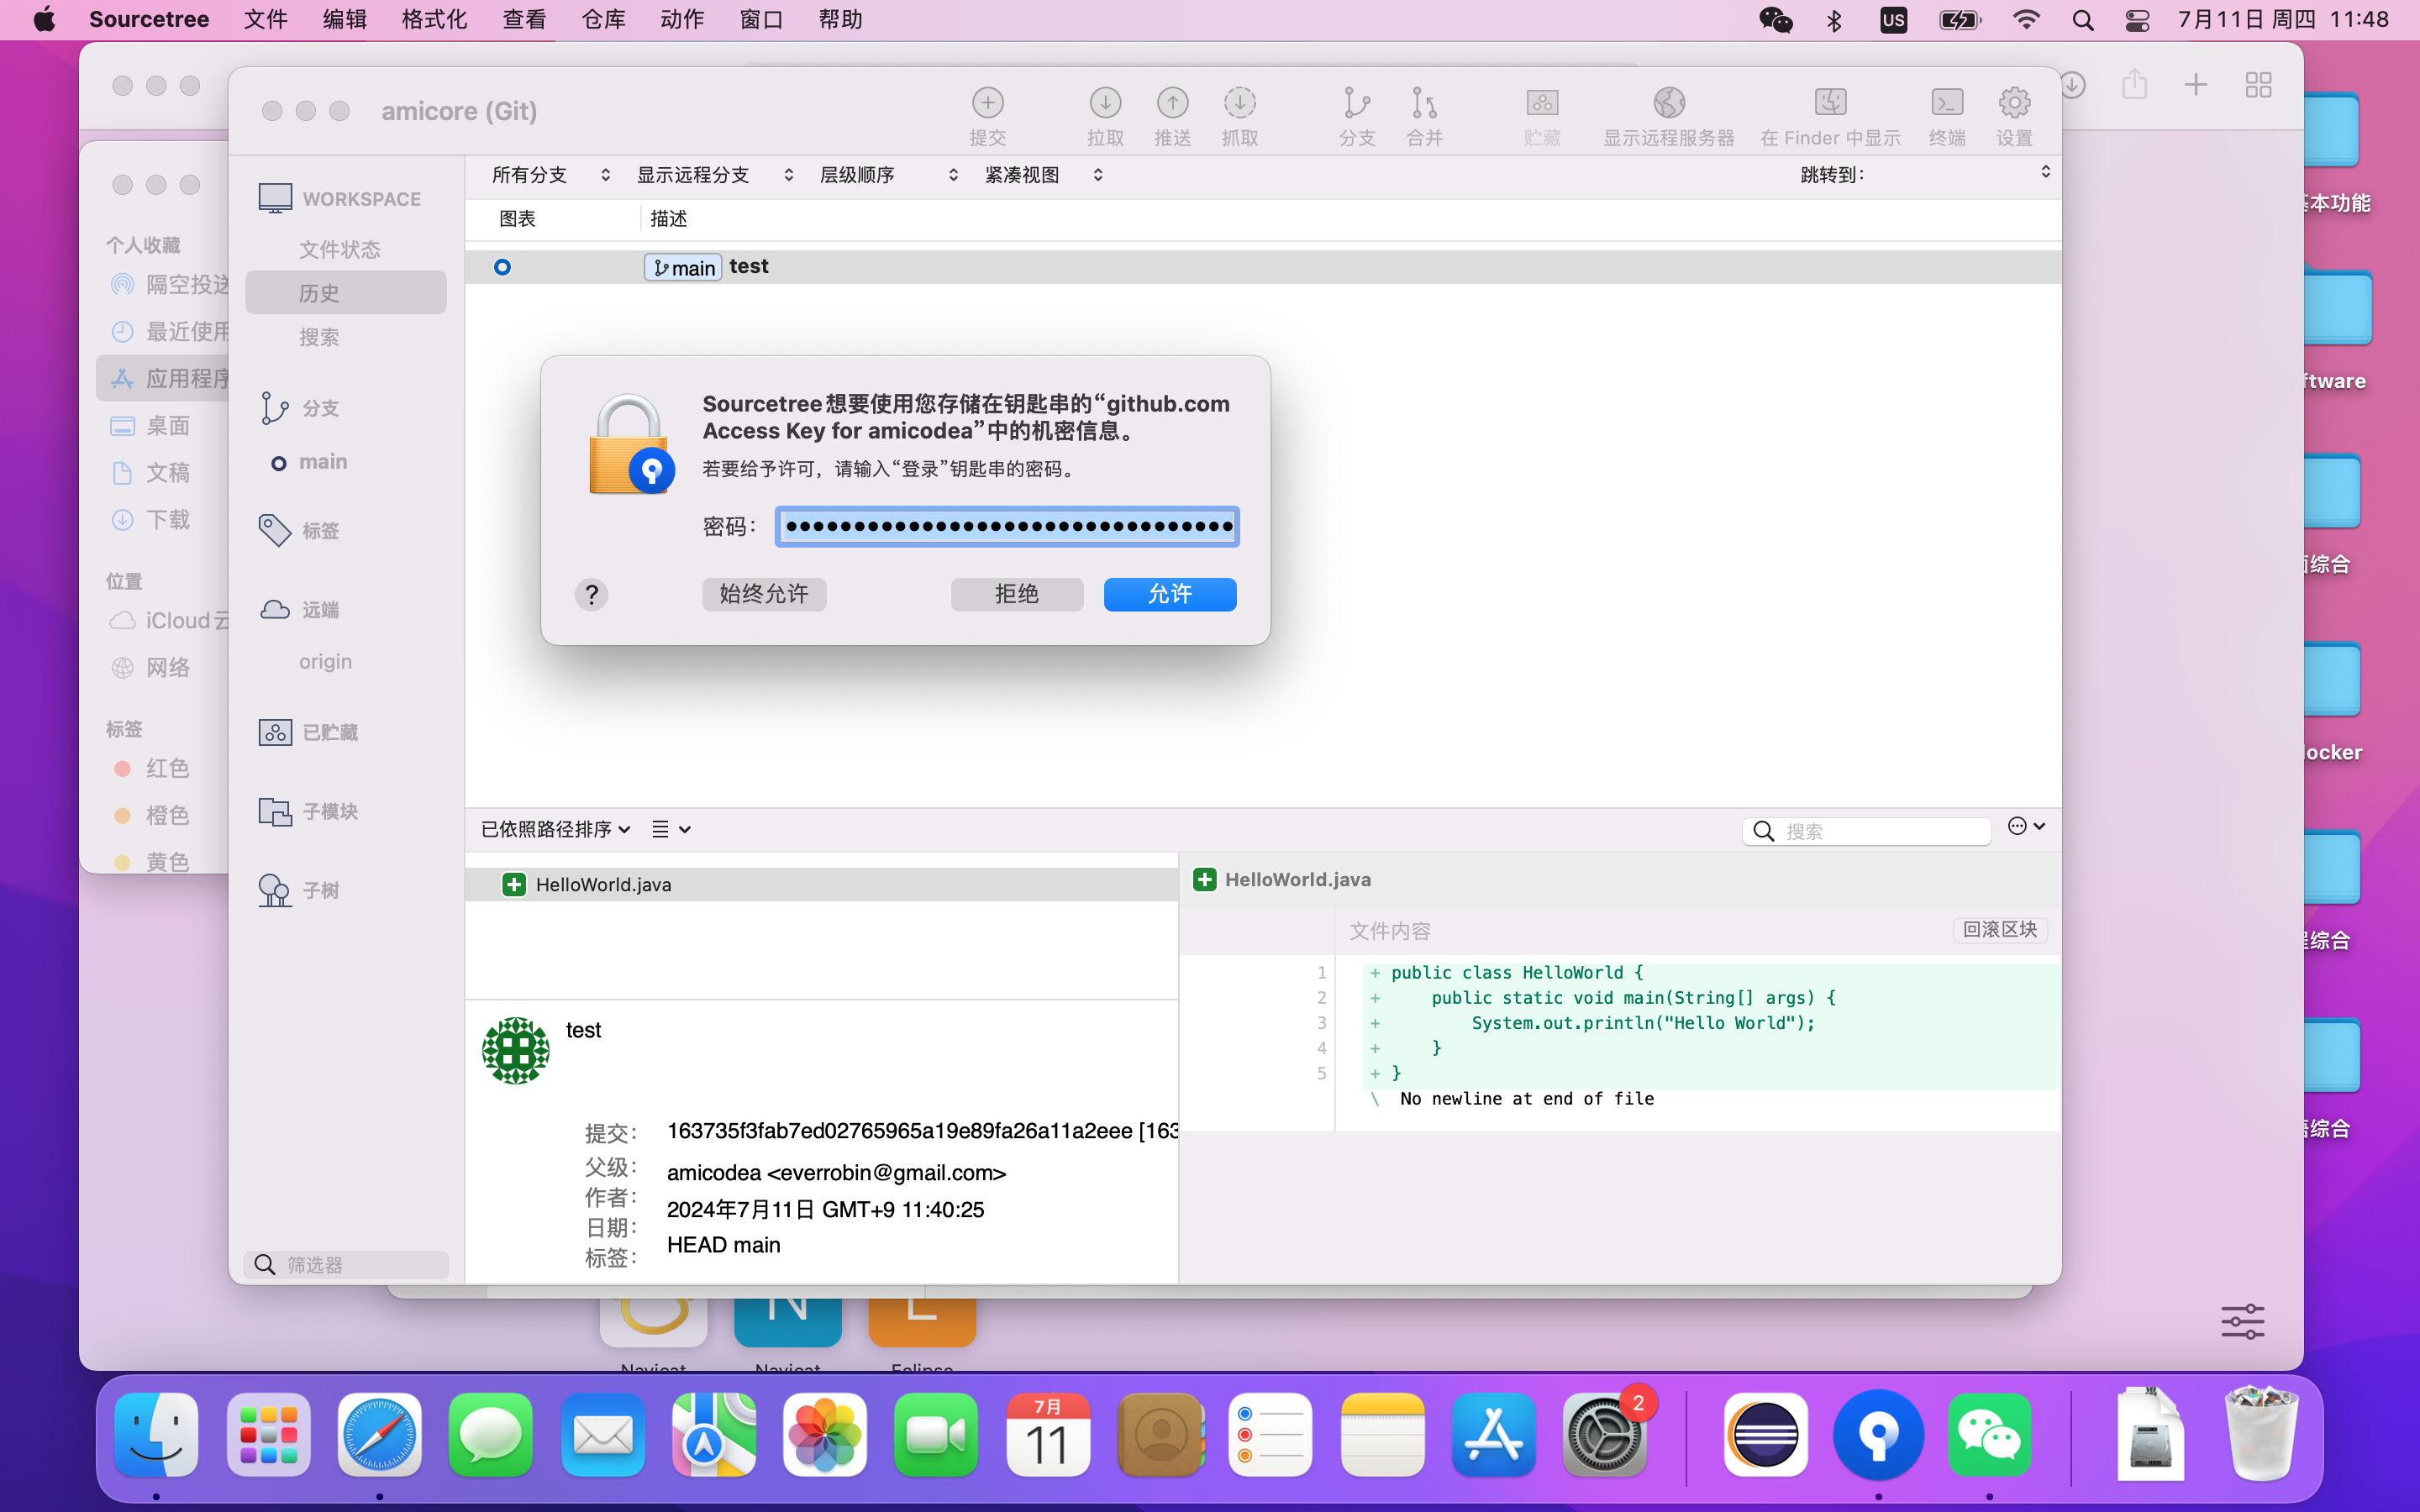 Sourcetree 文件 编辑 格式化 查看 仓库 动作 窗口 帮助
US
7月11日 周四 11:48
amicore (Git)
提交 拉取 推送 抓取 分支 合并 贮藏 显示远程服务器 在 Finder 中显示 终端 设置
所有分支 显示远程分支 层级顺序 紧凑视图 跳转到：
图表 描述
main test
WORKSPACE
文件状态
历史
搜索
分支
main
标签
远端
origin
已贮藏
子模块
子树
筛选器
个人收藏
隔空投送
最近使用
应用程序
桌面
文稿
下载
位置
iCloud云
网络
标签
红色
橙色
黄色
Sourcetree想要使用您存储在钥匙串的“github.com
Access Key for amicodea”中的机密信息。
若要给予许可，请输入“登录”钥匙串的密码。
密码： ••••••••••••••••••••••••••••••••••
? 始终允许 拒绝 允许
已依照路径排序
搜索
HelloWorld.java
HelloWorld.java
文件内容 回滚区块
1 + public class HelloWorld {
2 +     public static void main(String[] args) {
3 +         System.out.println("Hello World");
4 +     }
5 + }
\ No newline at end of file
test
提交： 163735f3fab7ed02765965a19e89fa26a11a2eee [163
父级： amicodea <everrobin@gmail.com>
作者： 2024年7月11日 GMT+9 11:40:25
日期： HEAD main
标签：
Navicat Navicat Eclipse
基本功能
ftware
综合
ocker
综合
综合
7月
11
2